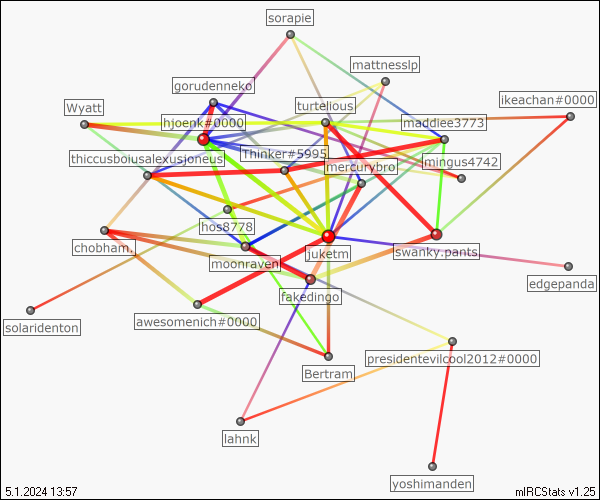 sorapie
mattnesslp
gorudenneko
ikeachan#0000
Wyatt
turtelious
hjoenk#0000
maddiee3773
Thinker#5995
thiccusbousalexusjoneus
mingus4742
mercurybro
hos8778
chobham.
juketm
swanky.pants
moonraven
edgepanda
fakedingo
solaridenton
awesomenich#0000
presidentevilcool2012#0000
Bertram
lahnk
yoshimanden
5.1.2024 13:57
mIRCStats v1.25